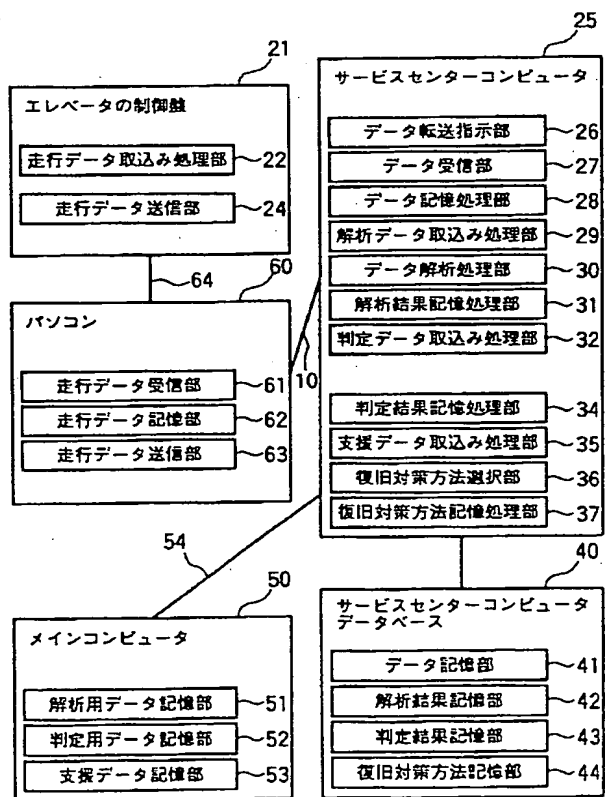 21
エレベータの制御盤
走行データ取込み処理部 22
走行データ送信部 24
64
60
パソコン
走行データ受信部 61
走行データ記憶部 62
走行データ送信部 63
10
25
サービスセンターコンピュータ
データ転送指示部 26
データ受信部 27
データ記憶処理部 28
解析データ取込み処理部 29
データ解析処理部 30
解析結果記憶処理部 31
判定データ取込み処理部 32
判定結果記憶処理部 34
支援データ取込み処理部 35
復旧対策方法選択部 36
復旧対策方法記憶処理部 37
54
50
メインコンピュータ
解析用データ記憶部 51
判定用データ記憶部 52
支援データ記憶部 53
40
サービスセンターコンピュータ
データベース
データ記憶部 41
解析結果記憶部 42
判定結果記憶部 43
復旧対策方法記憶部 44